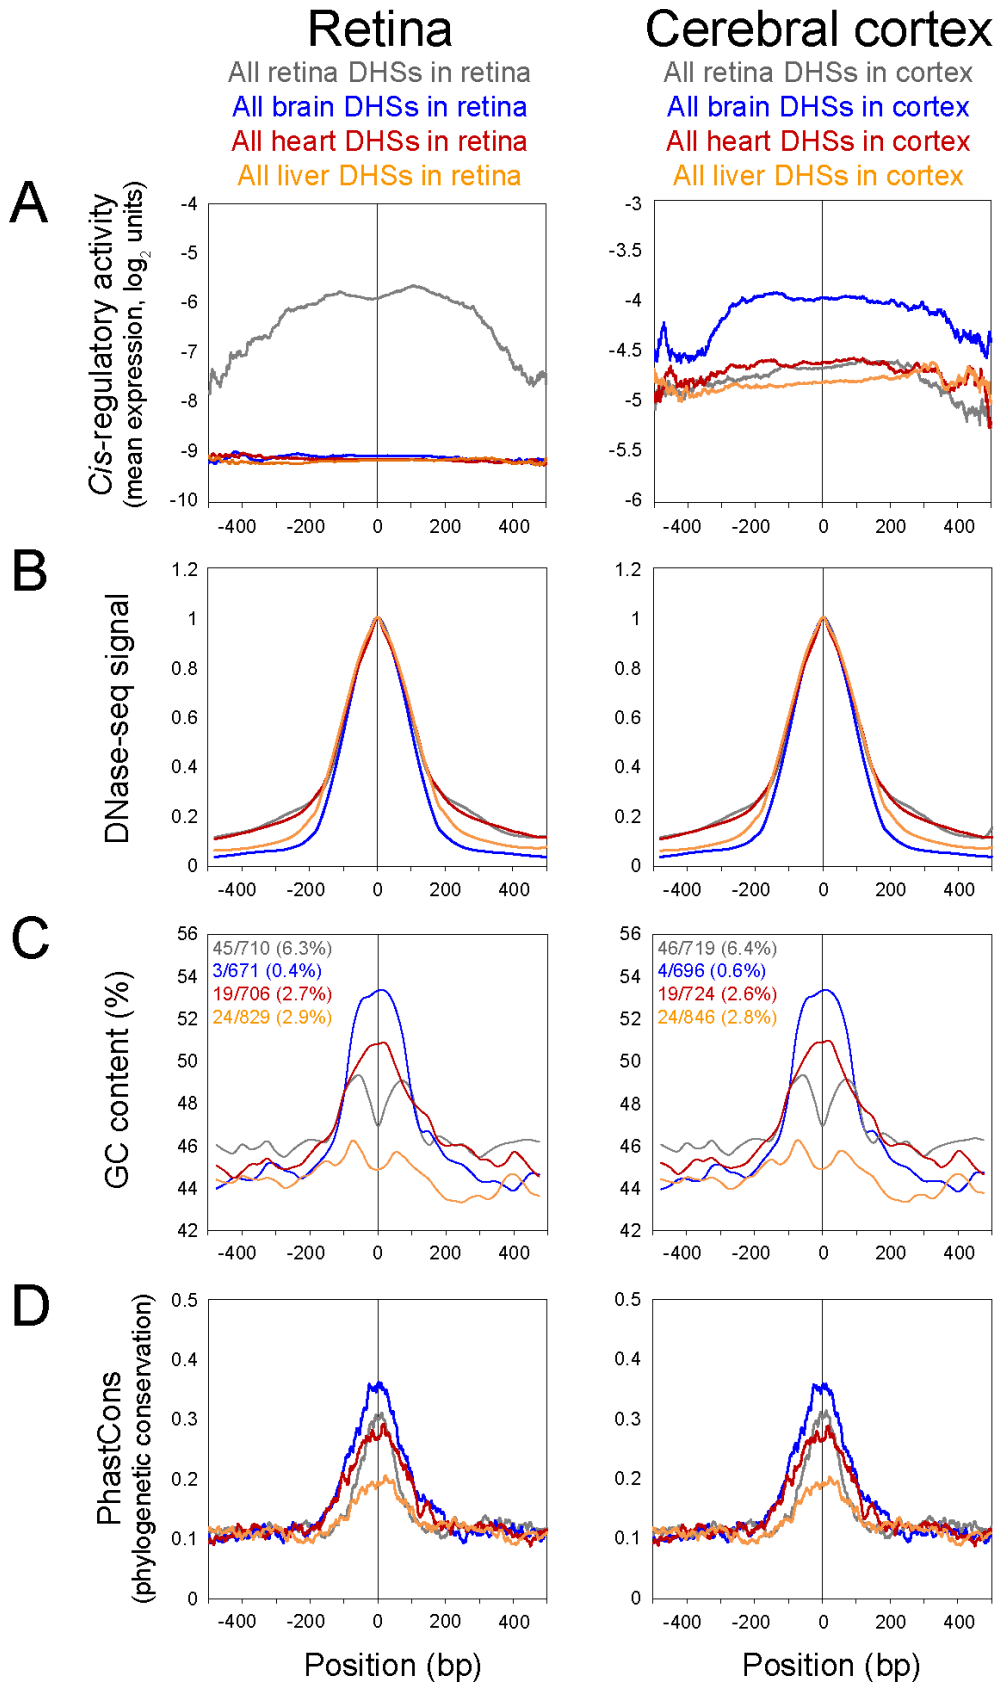 Retina
Cerebral cortex
All retina DHSs in retina
All brain DHSs in retina
All heart DHSs in retina
All liver DHSs in retina
All retina DHSs in cortex
All brain DHSs in cortex
All heart DHSs in cortex
All liver DHSs in cortex
A
Cis-regulatory activity
(mean expression, log₂ units)
-4
-5
-6
-7
-8
-9
-10
-400 -200 0 200 400
-3
-3.5
-4
-4.5
-5
-5.5
-6
-400 -200 0 200 400
B
DNase-seq signal
1.2
1
0.8
0.6
0.4
0.2
0
-400 -200 0 200 400
1.2
1
0.8
0.6
0.4
0.2
0
-400 -200 0 200 400
C
GC content (%)
56
54
52
50
48
46
44
42
45/710 (6.3%)
3/671 (0.4%)
19/706 (2.7%)
24/829 (2.9%)
-400 -200 0 200 400
56
54
52
50
48
46
44
42
46/719 (6.4%)
4/696 (0.6%)
19/724 (2.6%)
24/846 (2.8%)
-400 -200 0 200 400
D
PhastCons
(phylogenetic conservation)
0.5
0.4
0.3
0.2
0.1
0
-400 -200 0 200 400
Position (bp)
0.5
0.4
0.3
0.2
0.1
0
-400 -200 0 200 400
Position (bp)